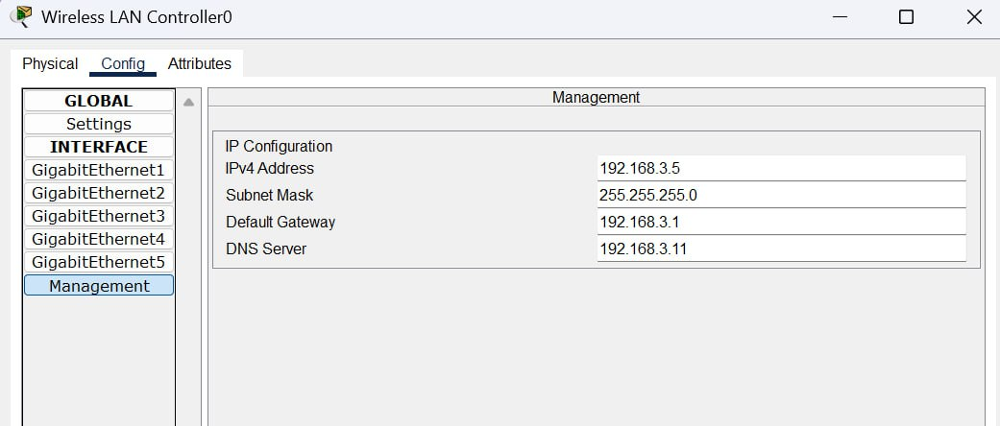 Wireless LAN Controller0
Physical Config Attributes
GLOBAL
Settings
INTERFACE
GigabitEthernet1
GigabitEthernet2
GigabitEthernet3
GigabitEthernet4
GigabitEthernet5
Management
Management
IP Configuration
IPv4 Address 192.168.3.5
Subnet Mask 255.255.255.0
Default Gateway 192.168.3.1
DNS Server 192.168.3.11